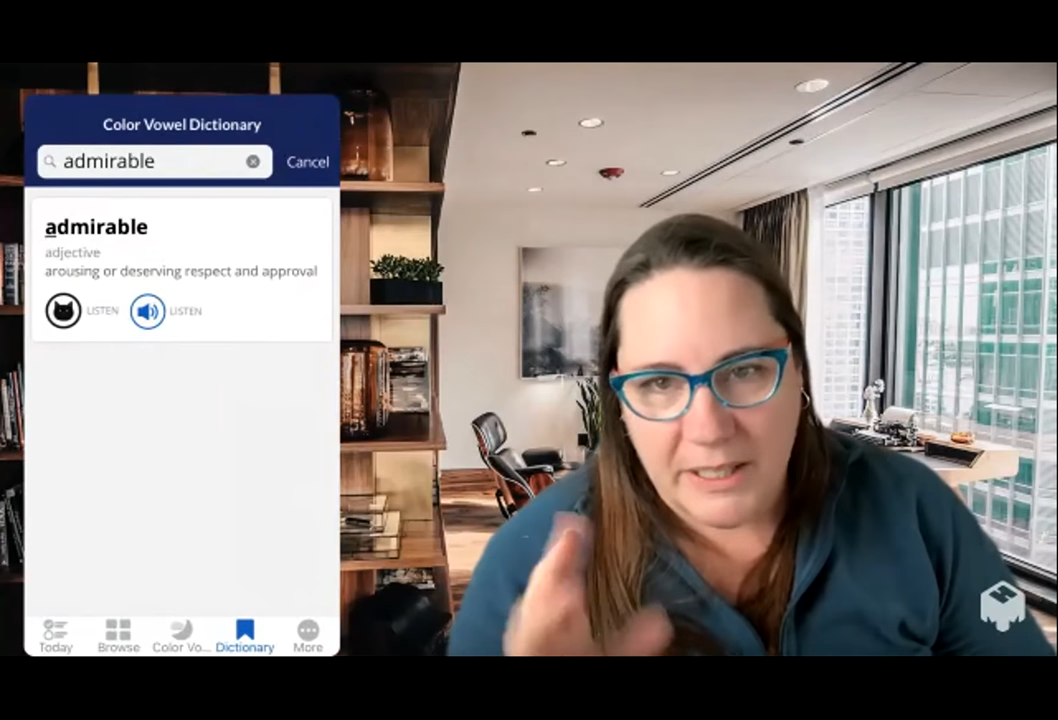 Color Vowel Dictionary
admirable
Cancel
admirable
adjective
arousing or deserving respect and approval
LISTEN
LISTEN
Today
Browse
Color Vo...
Dictionary
More
H